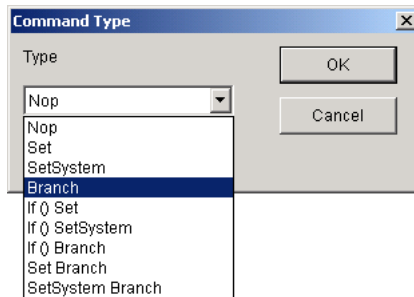 Command Type
Type
OK
Nop
Cancel
Nop
Set
SetSystem
Branch
If () Set
If () SetSystem
If () Branch
Set Branch
SetSystem Branch